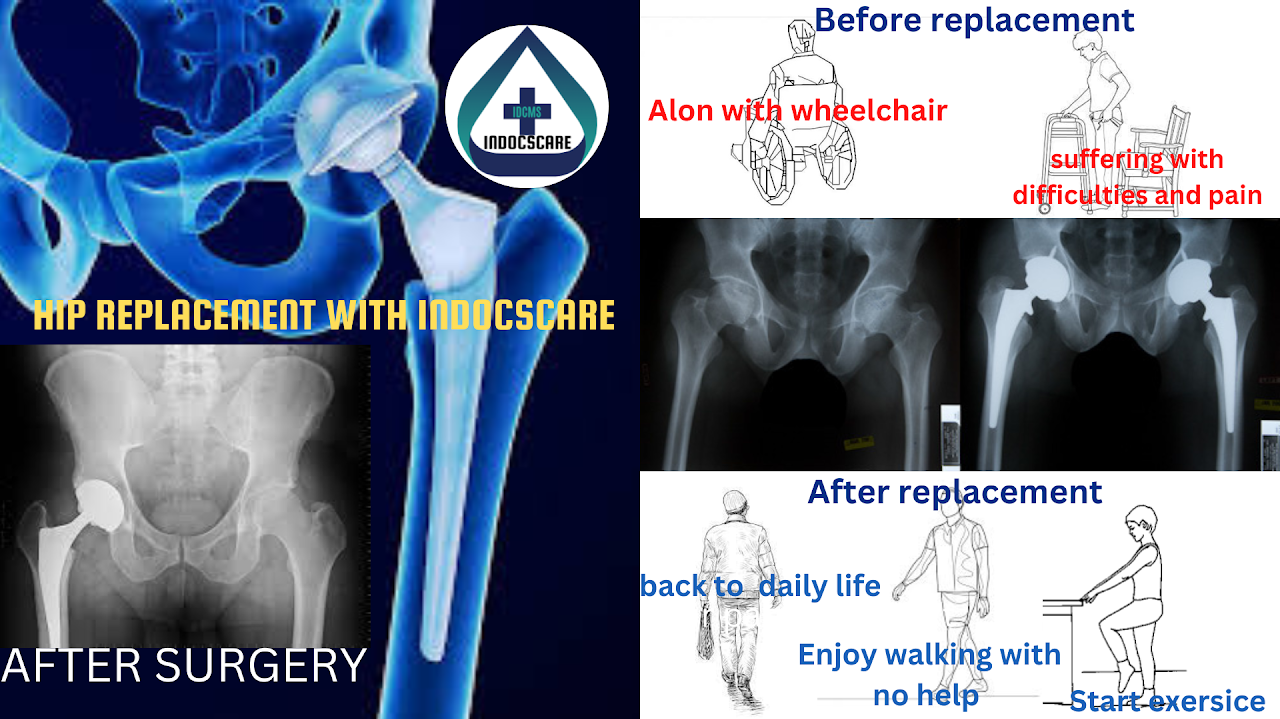 IDCMS
INDOCSCARE
HIP REPLACEMENT WITH INDOCSCARE
AFTER SURGERY
Before replacement
Alon with wheelchair
suffering with
difficulties and pain
After replacement
back to daily life
Enjoy walking with
no help
Start exersice